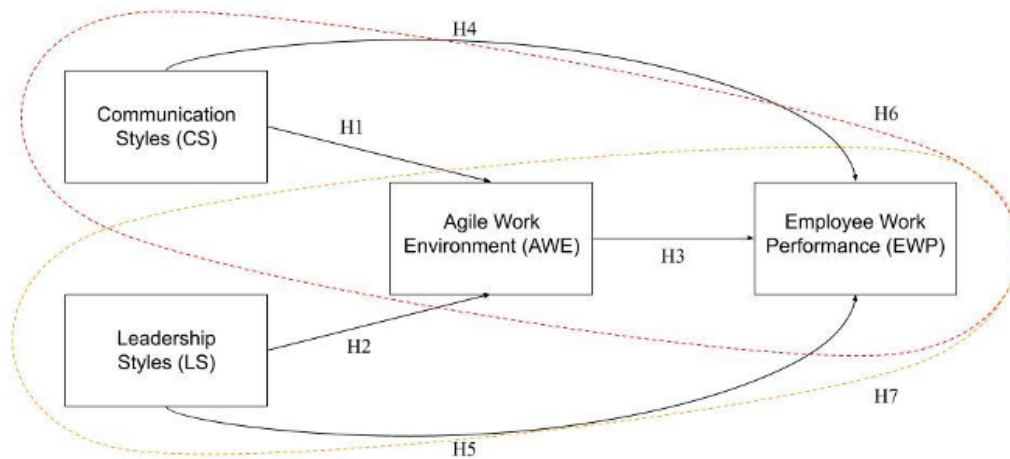 H4
Communication
Styles (CS)
H1
H6
Agile Work
Environment (AWE)
Employee Work
Performance (EWP)
H3
Leadership
Styles (LS)
H2
H7
H5